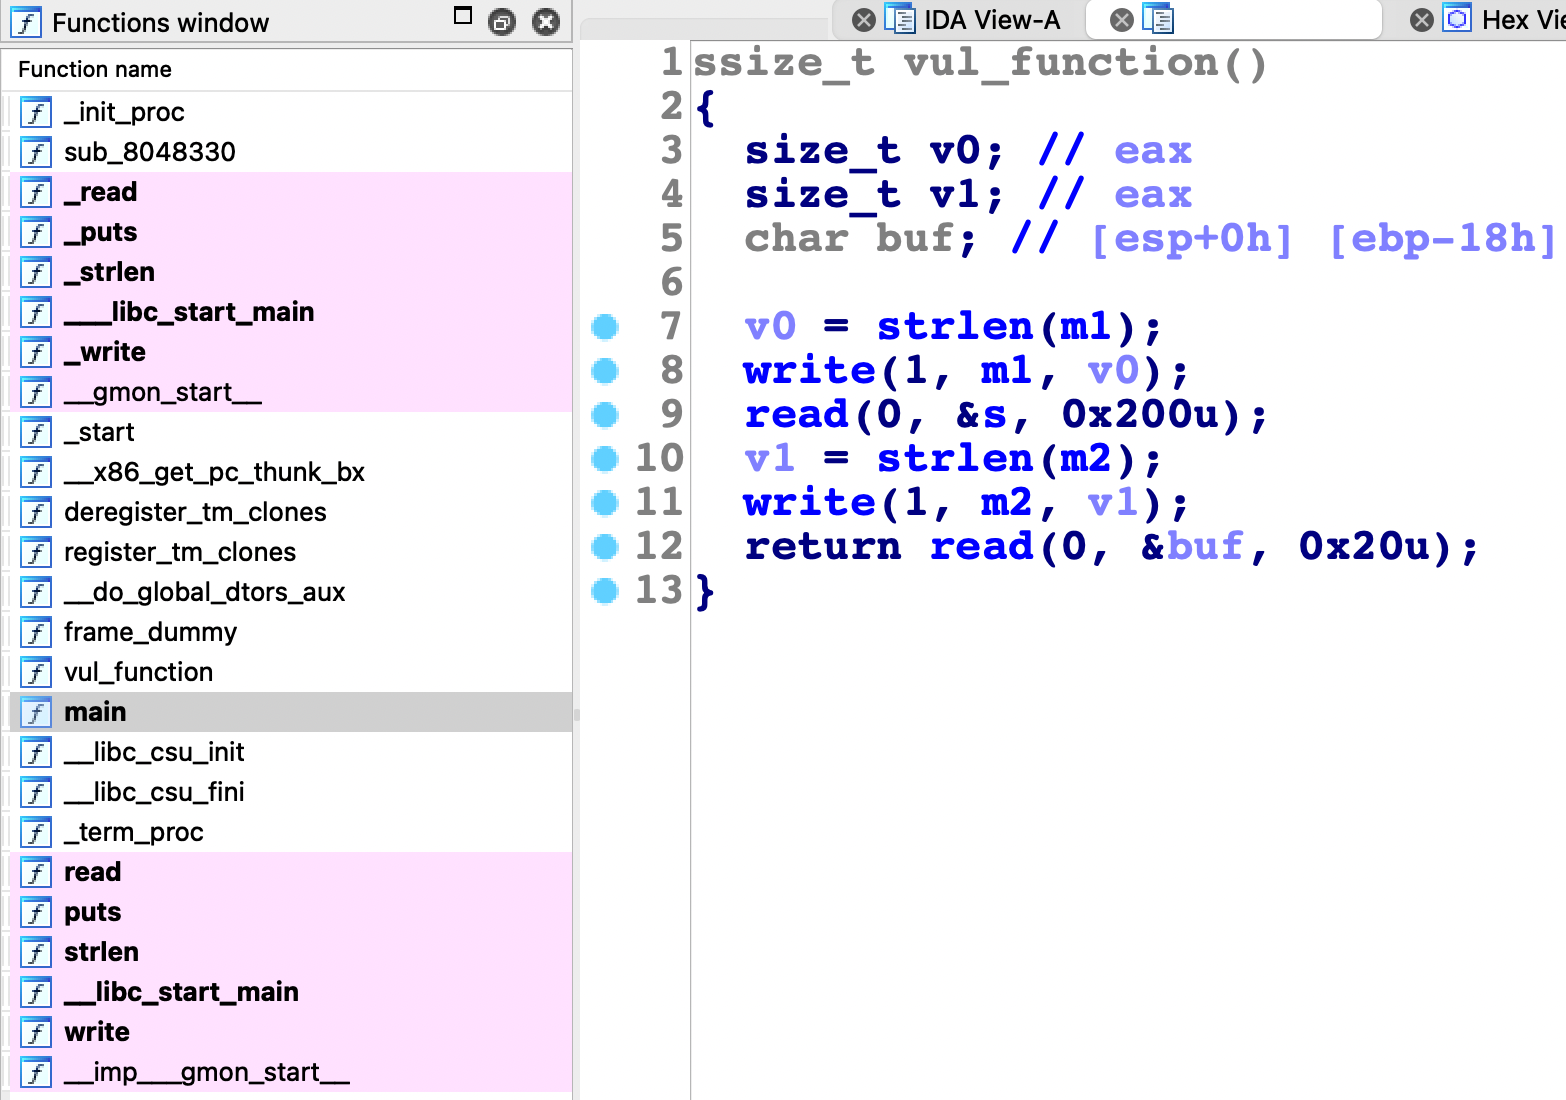 Functions window
Function name
_init_proc
sub_8048330
_read
_puts
_strlen
___libc_start_main
_write
__gmon_start__
_start
__x86_get_pc_thunk_bx
deregister_tm_clones
register_tm_clones
__do_global_dtors_aux
frame_dummy
vul_function
main
__libc_csu_init
__libc_csu_fini
_term_proc
read
puts
strlen
__libc_start_main
write
__imp___gmon_start__
IDA View-A Hex Vie
1 ssize_t vul_function()
2 {
3 size_t v0; // eax
4 size_t v1; // eax
5 char buf; // [esp+0h] [ebp-18h]
6
7 v0 = strlen(m1);
8 write(1, m1, v0);
9 read(0, &s, 0x200u);
10 v1 = strlen(m2);
11 write(1, m2, v1);
12 return read(0, &buf, 0x20u);
13 }